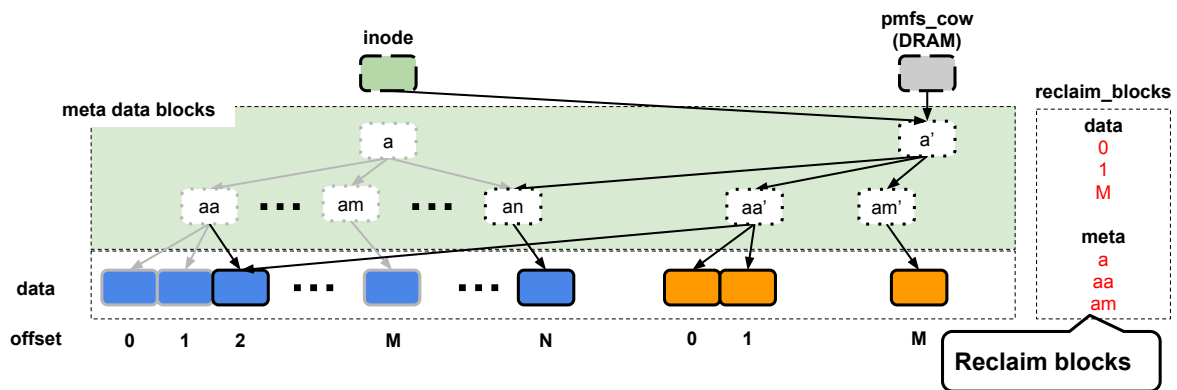 inode
pmfs_cow
(DRAM)
meta data blocks
reclaim_blocks
a
a’
data
0
1
M
aa
am
an
aa’
am’
meta
a
aa
am
data
offset
0
1
2
M
N
0
1
M
Reclaim blocks